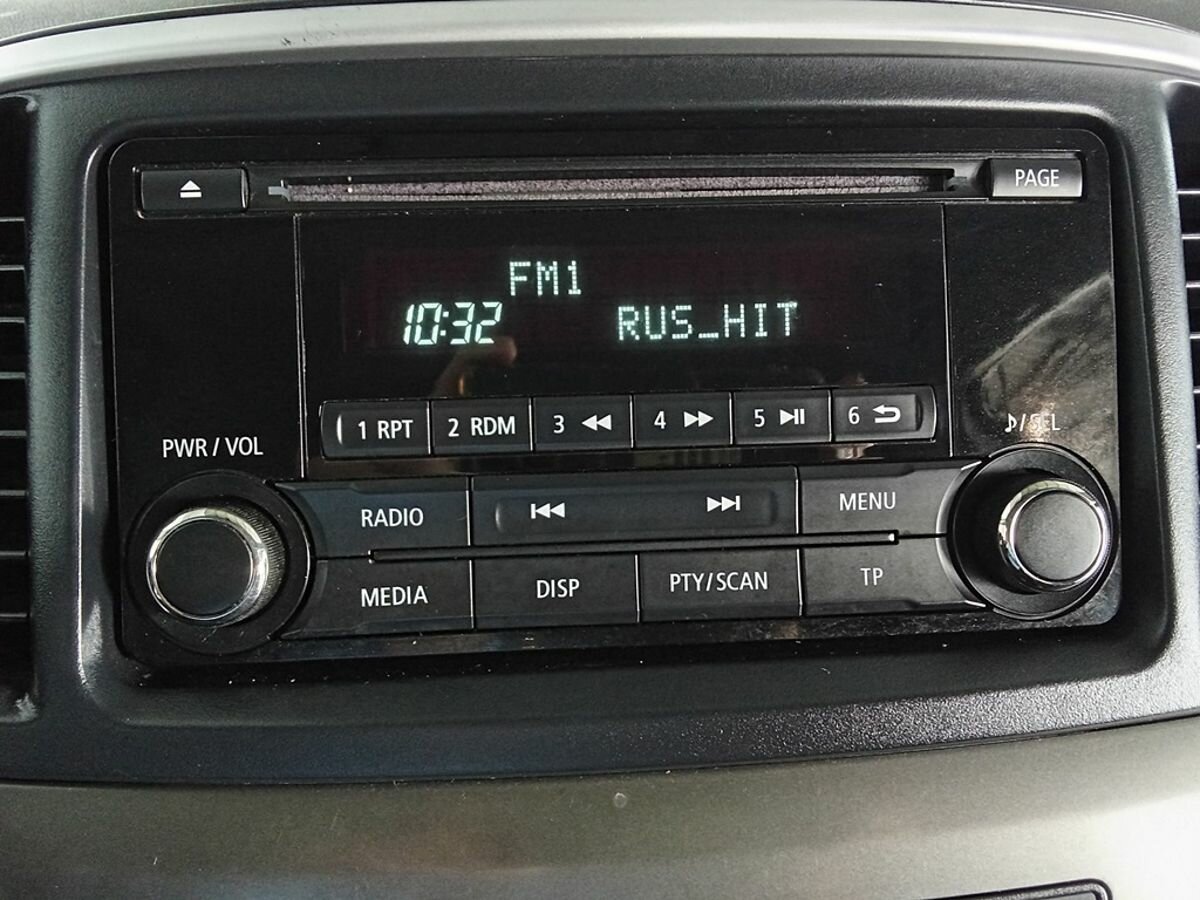 PAGE
FM1
10:32 RUS_HIT
1 RPT 2 RDM 3 4 5 6
PWR / VOL
/ SEL
RADIO
MENU
MEDIA DISP PTY/SCAN TP